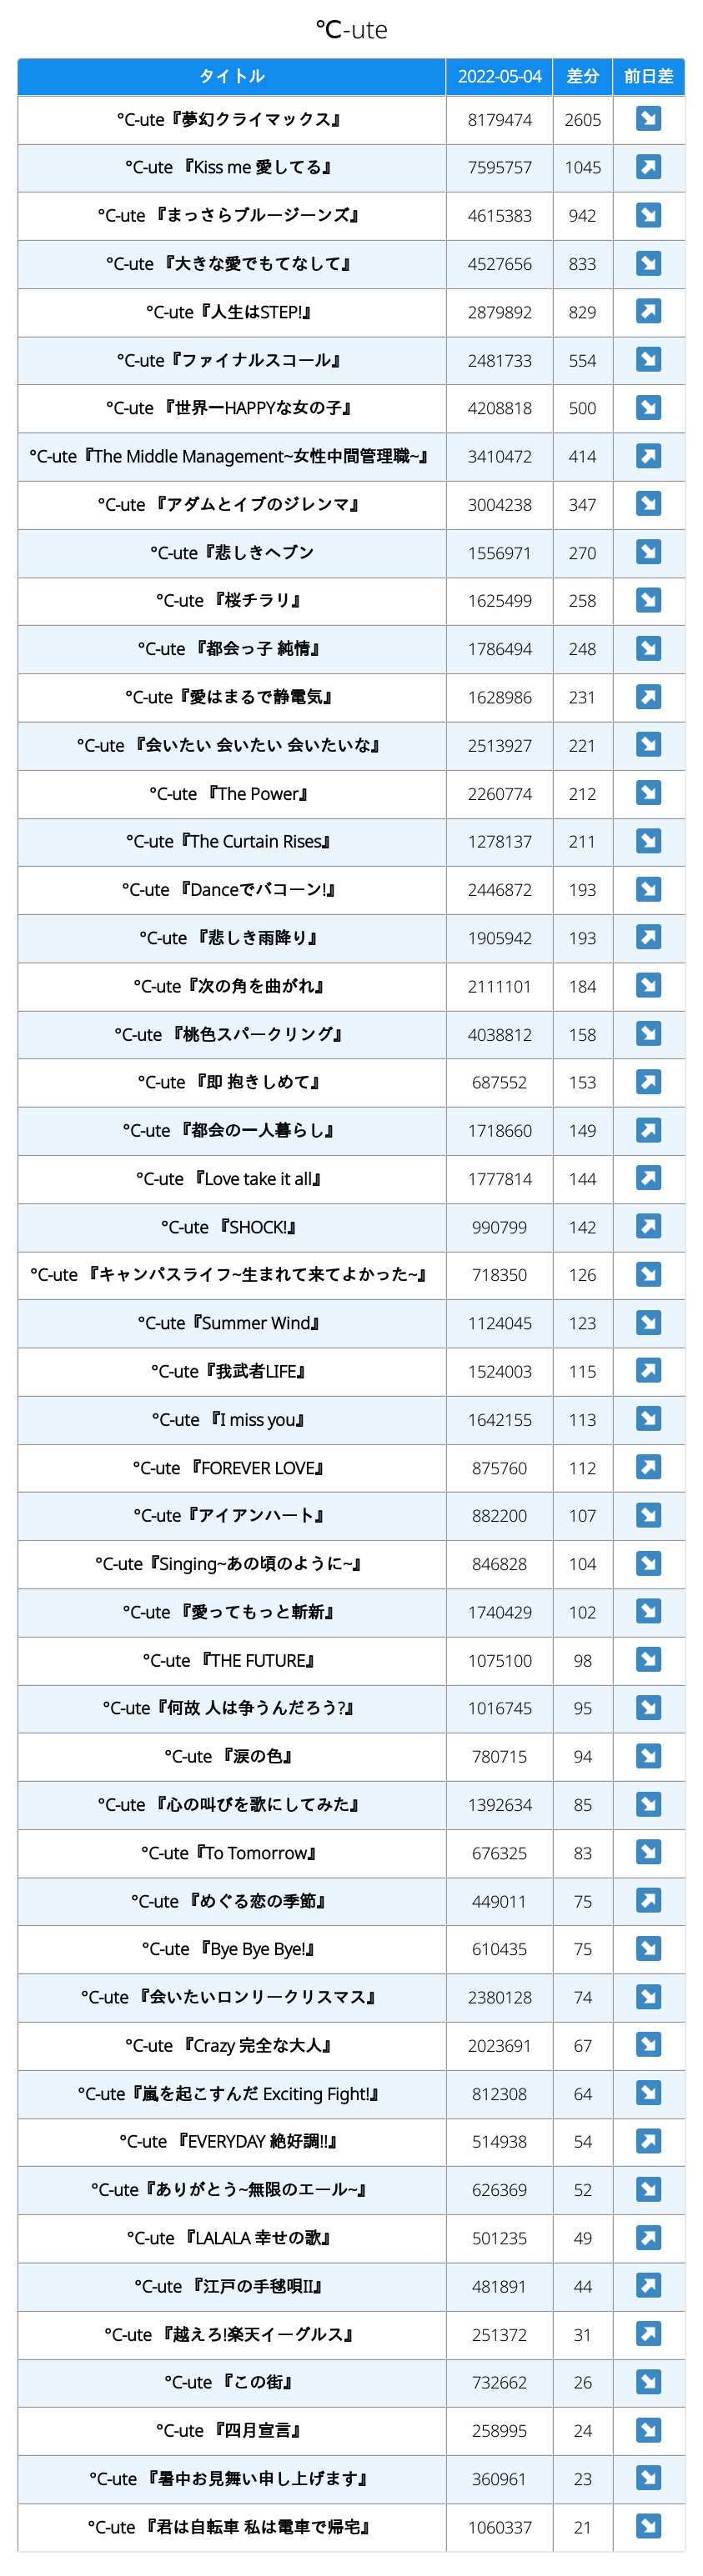 ℃-ute
タイトル 2022-05-04 差分 前日差
°C-ute『夢幻クライマックス』 8179474 2605 ↘
°C-ute 『Kiss me 愛してる』 7595757 1045 ↗
°C-ute 『まっさらブルージーンズ』 4615383 942 ↘
°C-ute 『大きな愛でもてなして』 4527656 833 ↘
°C-ute『人生はSTEP!』 2879892 829 ↗
°C-ute『ファイナルスコール』 2481733 554 ↘
°C-ute 『世界一HAPPYな女の子』 4208818 500 ↘
°C-ute『The Middle Management~女性中間管理職~』 3410472 414 ↗
°C-ute 『アダムとイブのジレンマ』 3004238 347 ↘
°C-ute『悲しきヘブン 1556971 270 ↘
°C-ute 『桜チラリ』 1625499 258 ↘
°C-ute 『都会っ子 純情』 1786494 248 ↘
°C-ute『愛はまるで静電気』 1628986 231 ↗
°C-ute 『会いたい 会いたい 会いたいな』 2513927 221 ↘
°C-ute 『The Power』 2260774 212 ↘
°C-ute『The Curtain Rises』 1278137 211 ↘
°C-ute 『Danceでバコーン!』 2446872 193 ↘
°C-ute 『悲しき雨降り』 1905942 193 ↗
°C-ute『次の角を曲がれ』 2111101 184 ↘
°C-ute 『桃色スパークリング』 4038812 158 ↘
°C-ute 『即 抱きしめて』 687552 153 ↗
°C-ute 『都会の一人暮らし』 1718660 149 ↗
°C-ute 『Love take it all』 1777814 144 ↗
°C-ute 『SHOCK!』 990799 142 ↗
°C-ute 『キャンパスライフ~生まれて来てよかった~』 718350 126 ↘
°C-ute『Summer Wind』 1124045 123 ↘
°C-ute『我武者LIFE』 1524003 115 ↗
°C-ute 『I miss you』 1642155 113 ↘
°C-ute 『FOREVER LOVE』 875760 112 ↗
°C-ute『アイアンハート』 882200 107 ↘
°C-ute『Singing~あの頃のように~』 846828 104 ↘
°C-ute 『愛ってもっと斬新』 1740429 102 ↘
°C-ute 『THE FUTURE』 1075100 98 ↘
°C-ute『何故 人は争うんだろう?』 1016745 95 ↘
°C-ute 『涙の色』 780715 94 ↘
°C-ute 『心の叫びを歌にしてみた』 1392634 85 ↘
°C-ute『To Tomorrow』 676325 83 ↘
°C-ute 『めぐる恋の季節』 449011 75 ↗
°C-ute 『Bye Bye Bye!』 610435 75 ↘
°C-ute 『会いたいロンリークリスマス』 2380128 74 ↘
°C-ute 『Crazy 完全な大人』 2023691 67 ↘
°C-ute『嵐を起こすんだ Exciting Fight!』 812308 64 ↘
°C-ute 『EVERYDAY 絶好調!!』 514938 54 ↗
°C-ute『ありがとう~無限のエール~』 626369 52 ↘
°C-ute 『LALALA 幸せの歌』 501235 49 ↗
°C-ute 『江戸の手毬唄II』 481891 44 ↗
°C-ute 『越えろ!楽天イーグルス』 251372 31 ↗
°C-ute 『この街』 732662 26 ↘
°C-ute 『四月宣言』 258995 24 ↘
°C-ute 『暑中お見舞い申し上げます』 360961 23 ↘
°C-ute 『君は自転車 私は電車で帰宅』 1060337 21 ↘